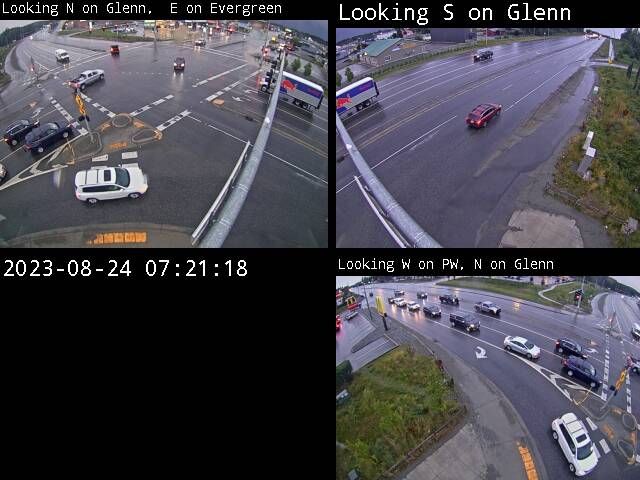 Looking N on Glenn,  E on Evergreen
Looking S on Glenn
2023-08-24 07:21:18
Looking W on PW, N on Glenn